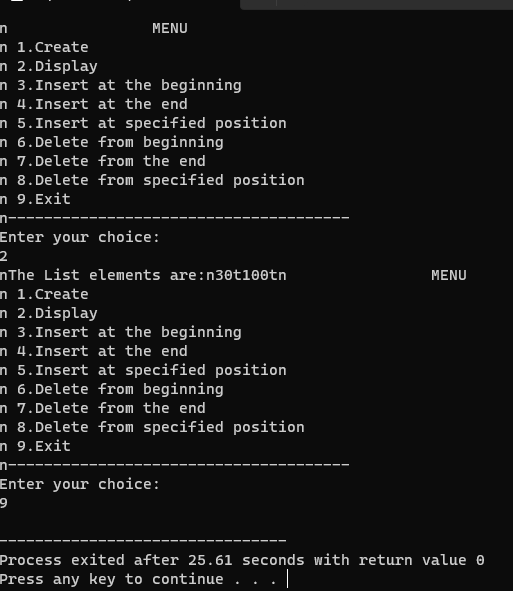 n                MENU
n 1.Create
n 2.Display
n 3.Insert at the beginning
n 4.Insert at the end
n 5.Insert at specified position
n 6.Delete from beginning
n 7.Delete from the end
n 8.Delete from specified position
n 9.Exit
n--------------------------------------
Enter your choice:
2
nThe List elements are:n30t100tn                MENU
n 1.Create
n 2.Display
n 3.Insert at the beginning
n 4.Insert at the end
n 5.Insert at specified position
n 6.Delete from beginning
n 7.Delete from the end
n 8.Delete from specified position
n 9.Exit
n--------------------------------------
Enter your choice:
9
--------------------------------
Process exited after 25.61 seconds with return value 0
Press any key to continue . . .